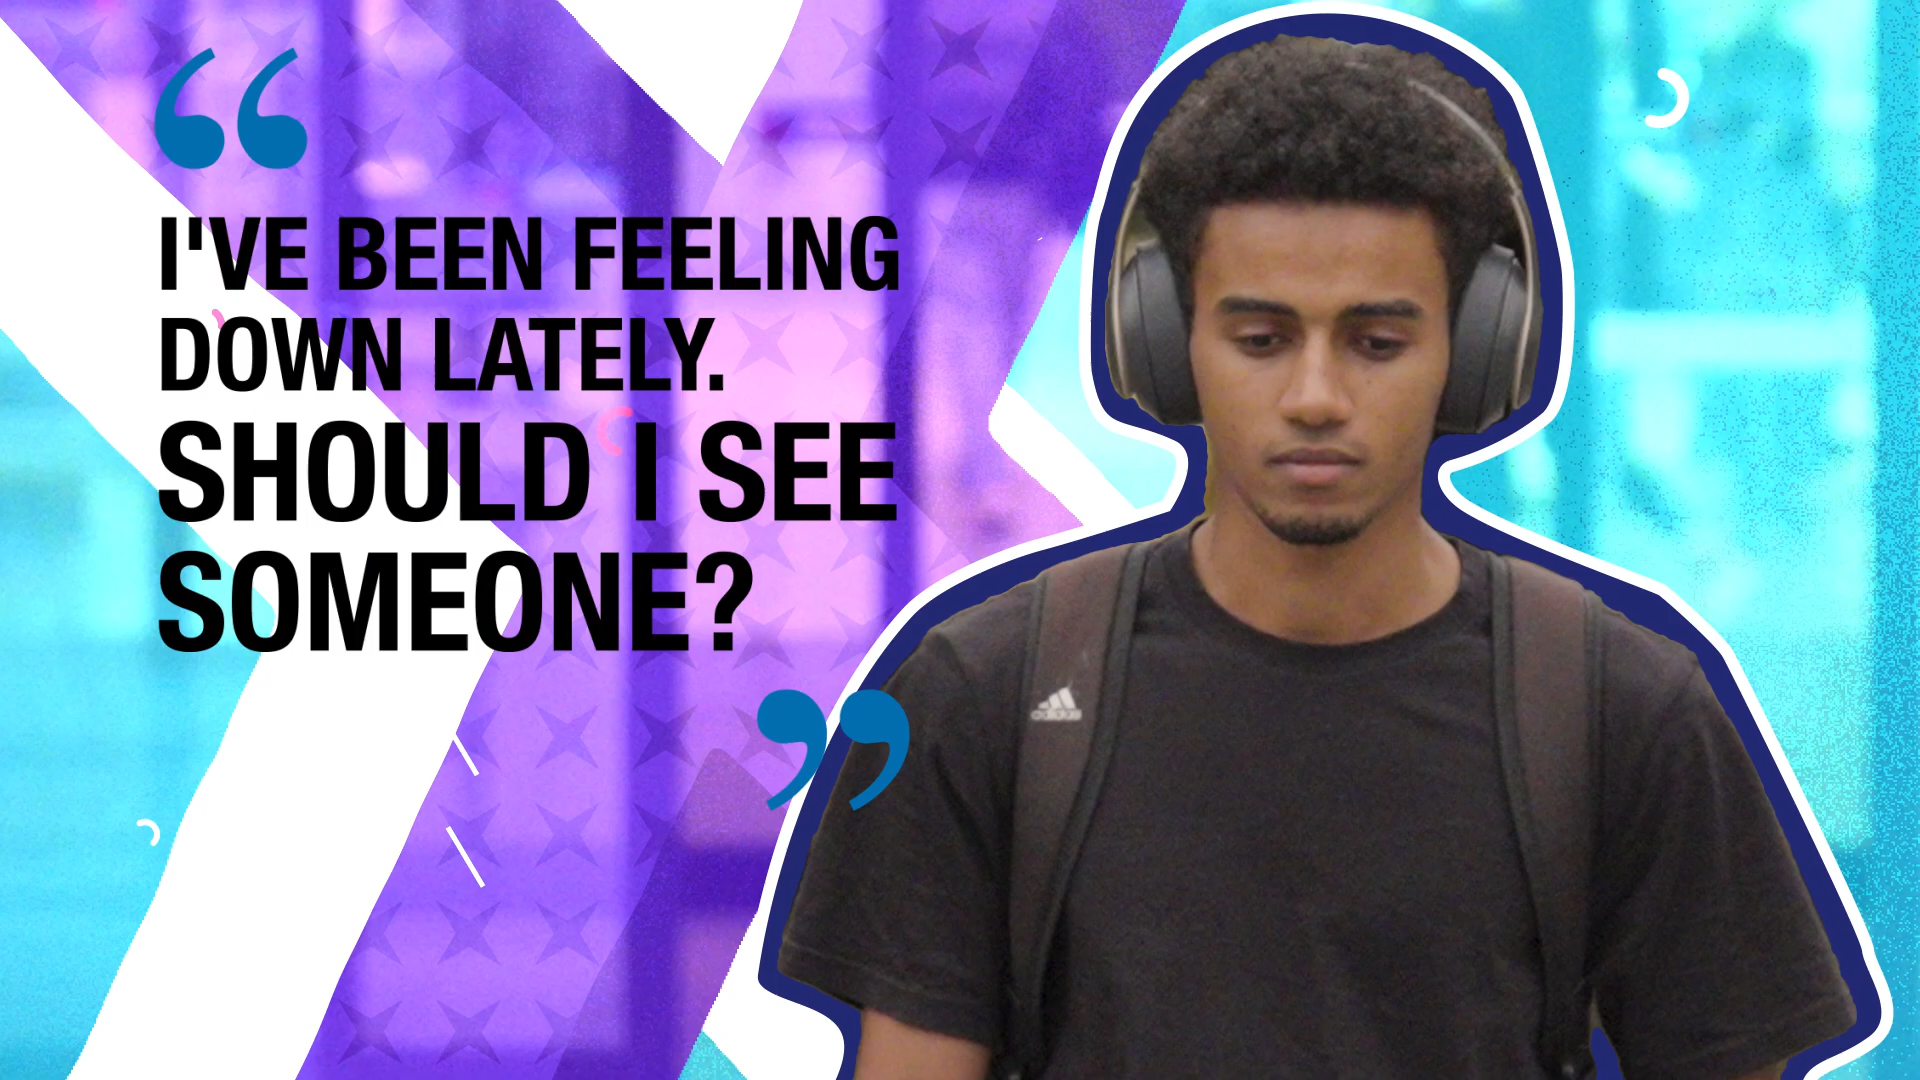 “
I'VE BEEN FEELING
DOWN LATELY.
SHOULD I SEE
SOMEONE?
”
adidas